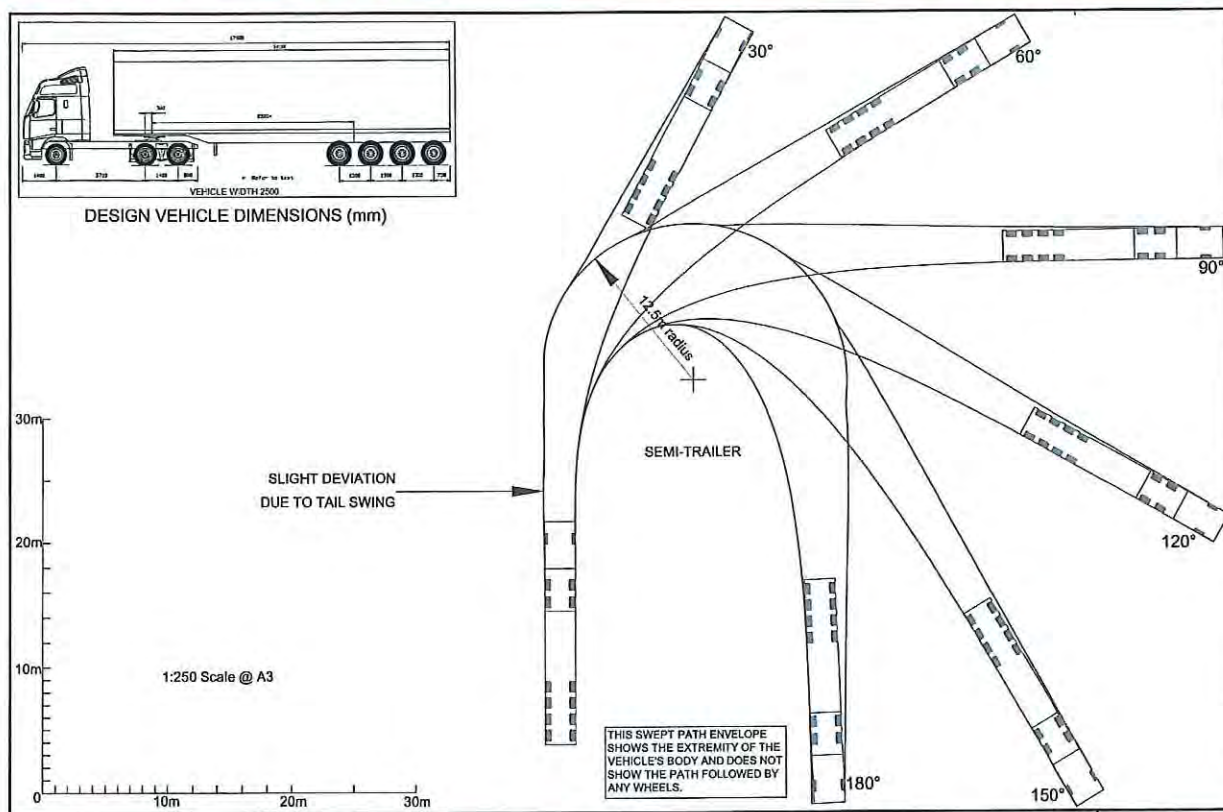 VEHICLE WIDTH 2500
DESIGN VEHICLE DIMENSIONS (mm)
30°
60°
90°
12.5m radius
30m
SEMI-TRAILER
SLIGHT DEVIATION
DUE TO TAIL SWING
120°
20m
10m
1:250 Scale @ A3
THIS SWEPT PATH ENVELOPE
SHOWS THE EXTREMITY OF THE
VEHICLE'S BODY AND DOES NOT
SHOW THE PATH FOLLOWED BY
ANY WHEELS.
180°
150°
0
10m
20m
30m